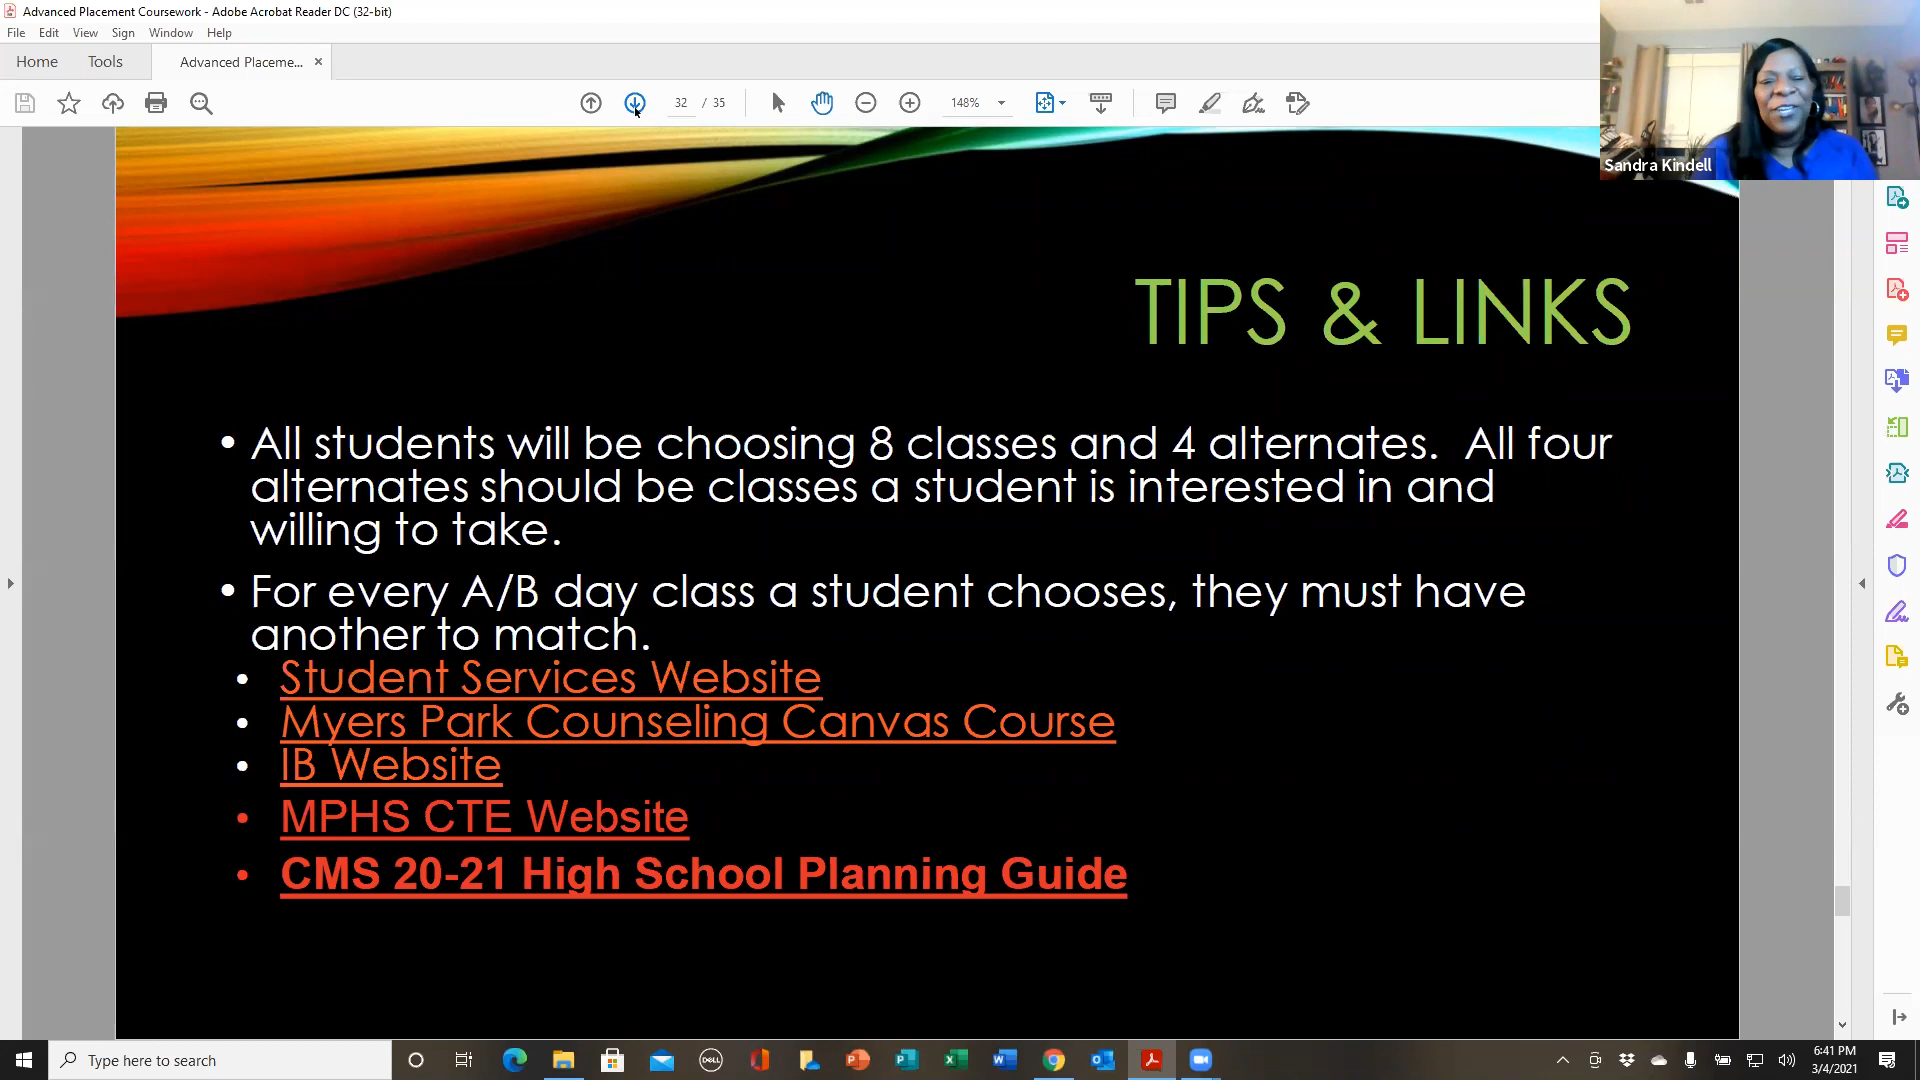 Advanced Placement Coursework - Adobe Acrobat Reader DC (32-bit)
File Edit View Sign Window Help
Home Tools Advanced Placeme... ×
32 / 35 148%
Sandra Kindell
TIPS & LINKS
• All students will be choosing 8 classes and 4 alternates. All four
alternates should be classes a student is interested in and
willing to take.
• For every A/B day class a student chooses, they must have
another to match.
• Student Services Website
• Myers Park Counseling Canvas Course
• IB Website
• MPHS CTE Website
• CMS 20-21 High School Planning Guide
Type here to search
DELL
6:41 PM
3/4/2021